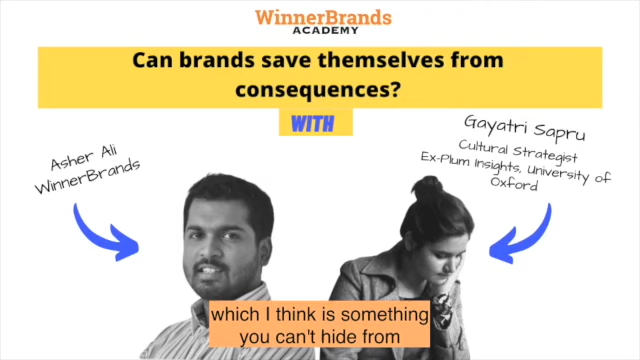 WinnerBrands
ACADEMY
Can brands save themselves from
consequences?
WITH
Asher Ali
WinnerBrands
Gayatri Sapru
Cultural Strategist
Ex-Plum Insights, University of
Oxford
which I think is something
you can't hide from